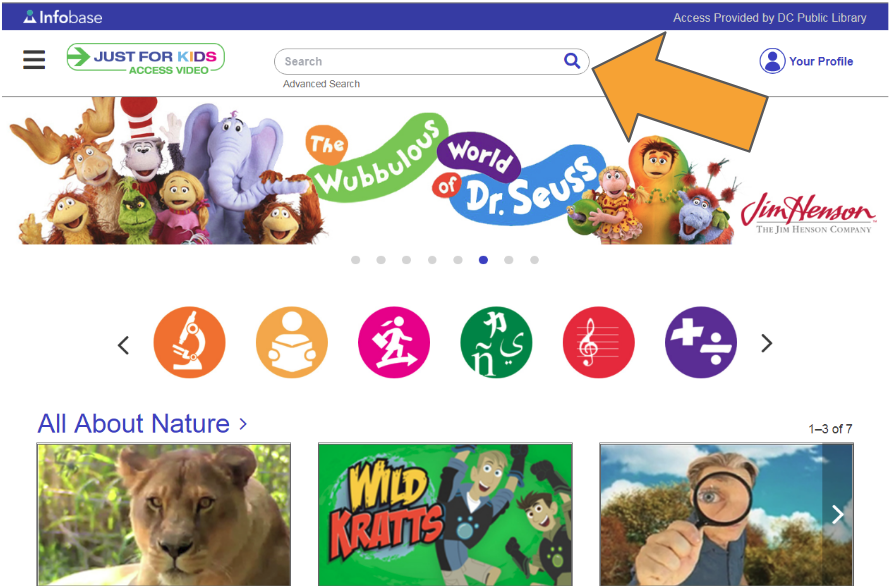 Infobase
Access Provided by DC Public Library
JUST FOR KIDS
ACCESS VIDEO
Search
Advanced Search
Your Profile
The
Wubbulous
World
of
Dr. Seuss
Jim Henson
THE JIM HENSON COMPANY
ñ
All About Nature >
1–3 of 7
WILD
KRATTS